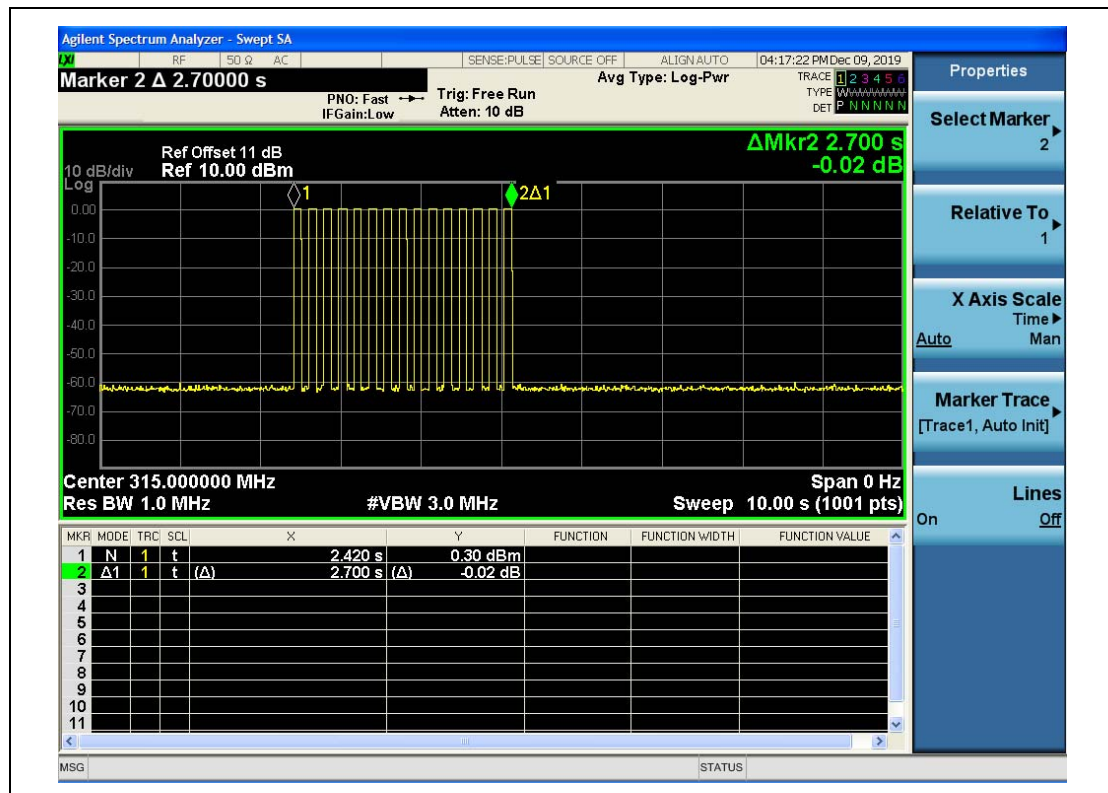 Agilent Spectrum Analyzer - Swept SA
LXI RF 50 Ω AC SENSE:PULSE SOURCE OFF ALIGN AUTO 04:17:22 PM Dec 09, 2019
Marker 2 Δ 2.70000 s
PNO: Fast
IFGain:Low
Trig: Free Run
Atten: 10 dB
Avg Type: Log-Pwr
TRACE 1 2 3 4 5 6
TYPE
DET P N N N N N
ΔMkr2 2.700 s
-0.02 dB
Ref Offset 11 dB
10 dB/div Ref 10.00 dBm
Log
1
2Δ1
0.00
-10.0
-20.0
-30.0
-40.0
-50.0
-60.0
-70.0
-80.0
Center 315.000000 MHz Span 0 Hz
Res BW 1.0 MHz #VBW 3.0 MHz Sweep 10.00 s (1001 pts)
MKR MODE TRC SCL X Y FUNCTION FUNCTION WIDTH FUNCTION VALUE
1 N 1 t 2.420 s 0.30 dBm
2 Δ1 1 t (Δ) 2.700 s (Δ) -0.02 dB
3
4
5
6
7
8
9
10
11
MSG STATUS
Properties
Select Marker
2
Relative To
1
X Axis Scale
Time
Auto Man
Marker Trace
[Trace1, Auto Init]
Lines
On Off